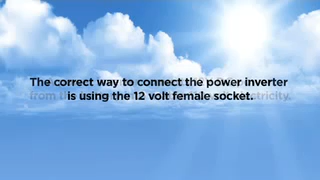 The correct way to connect the power inverter
is using the 12 volt female socket.